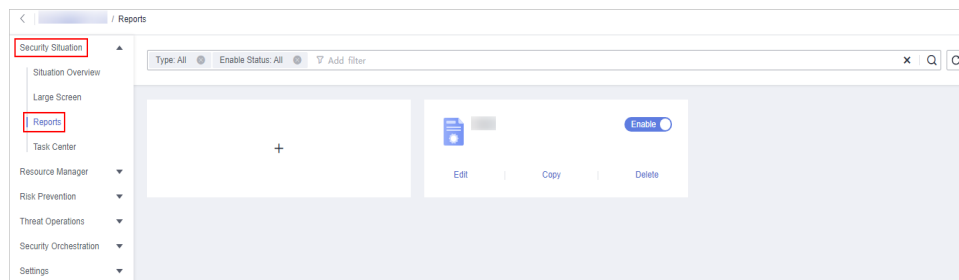 / Reports
Security Situation
Situation Overview
Large Screen
Reports
Task Center
Resource Manager
Risk Prevention
Threat Operations
Security Orchestration
Settings
Type: All Enable Status: All Add filter
+
Enable
Edit Copy Delete